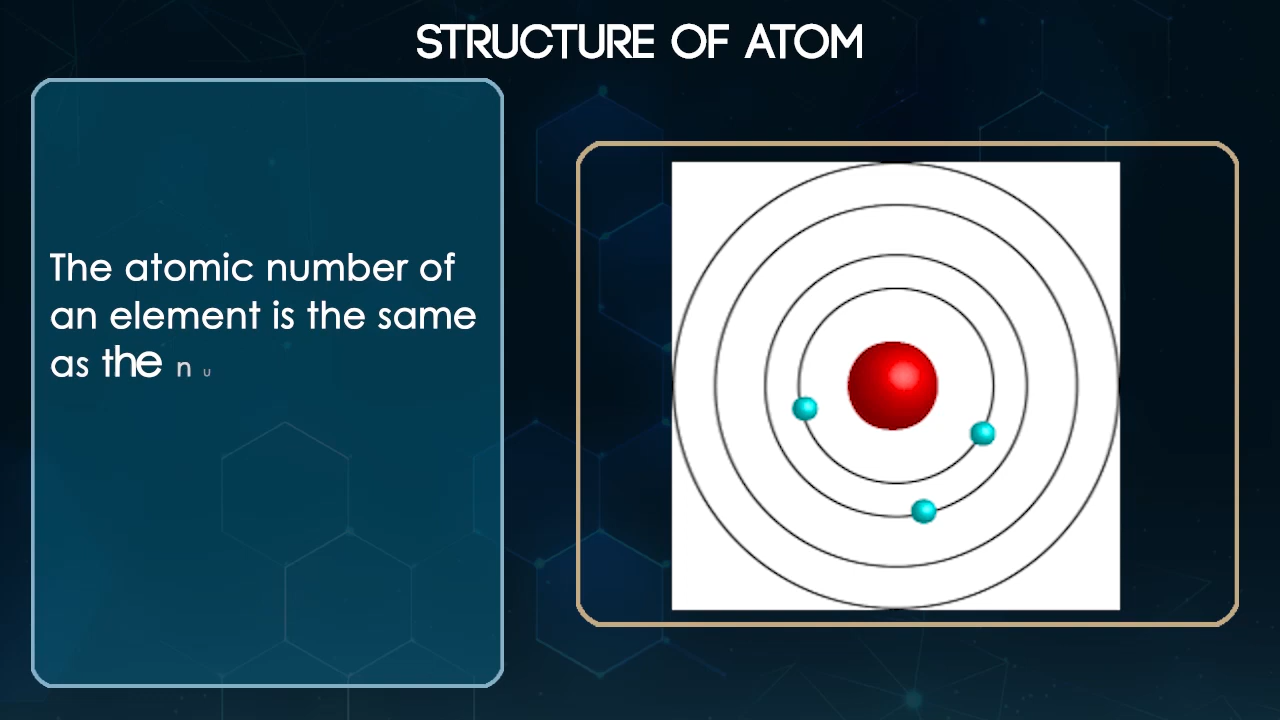 STRUCTURE OF ATOM
The atomic number of
an element is the same
as the n u